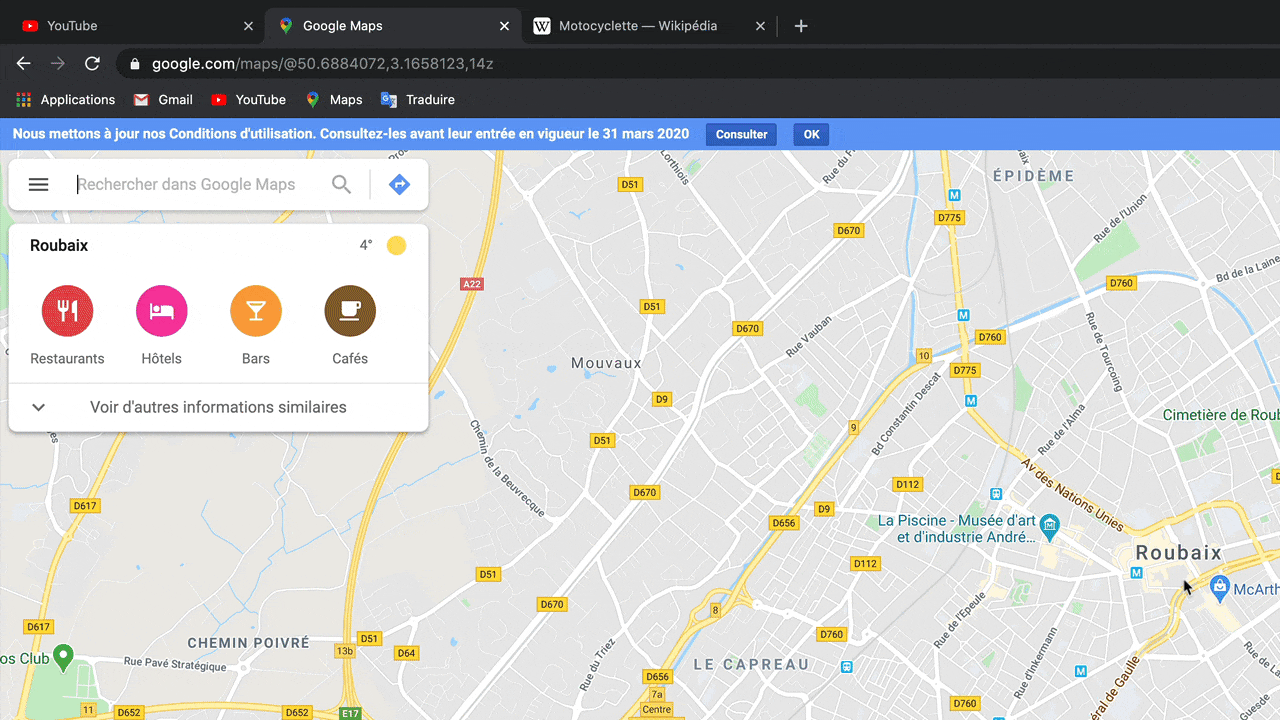 YouTube
Google Maps
Motocyclette — Wikipédia
google.com/maps/@50.6884072,3.1658123,14z
Applications
Gmail
YouTube
Maps
Traduire
Nous mettons à jour nos Conditions d'utilisation. Consultez-les avant leur entrée en vigueur le 31 mars 2020
Consulter
OK
Rechercher dans Google Maps
Roubaix
4°
Restaurants
Hôtels
Bars
Cafés
Voir d'autres informations similaires
Lorthiois
Rue du
ÉPIDÈME
D51
M
D775
D670
Rue de l'Union
Bd de la Laine
A22
D760
D51
M
D670
Rue Vauban
D760
Rue de Tourcoing
10
Mouvaux
D775
D9
M
Bd Constantin Descat
Rue de l'Alma
Cimetière de Roub
9
D51
Chemin de la Beuvrecque
Av des Nations Unies
D112
D670
D617
D9
D656
La Piscine - Musée d'art
et d'industrie André...
Roubaix
D112
M
D51
McArth
D670
8
Rue de l'Epeule
D617
D760
CHEMIN POIVRÉ
D51
13b
D64
os Club
Rue Pavé Stratégique
Rue du Triez
LE CAPREAU
Rue d'Inkermann
M
D656
7a
Centre
D760
11
D652
D652
E17